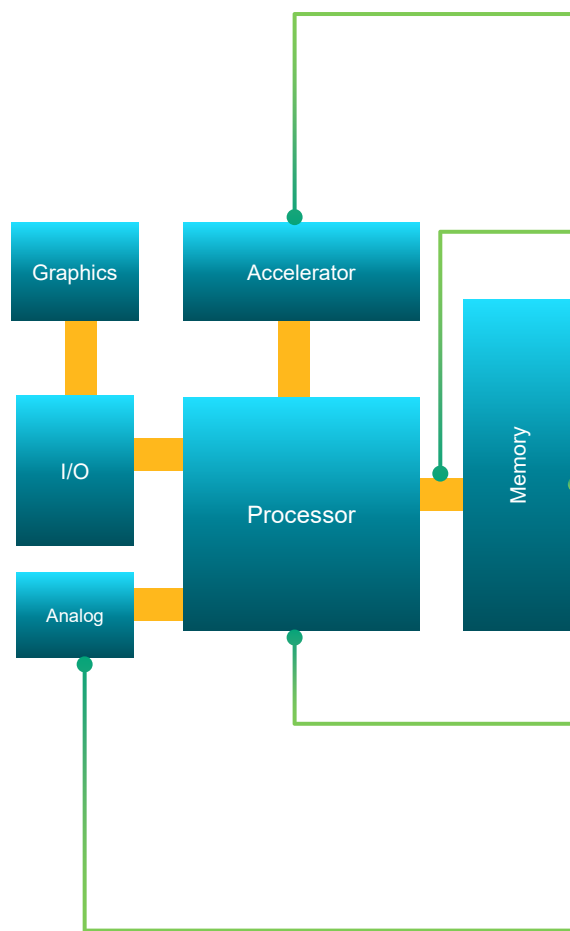 Graphics
Accelerator
I/O
Processor
Memory
Analog